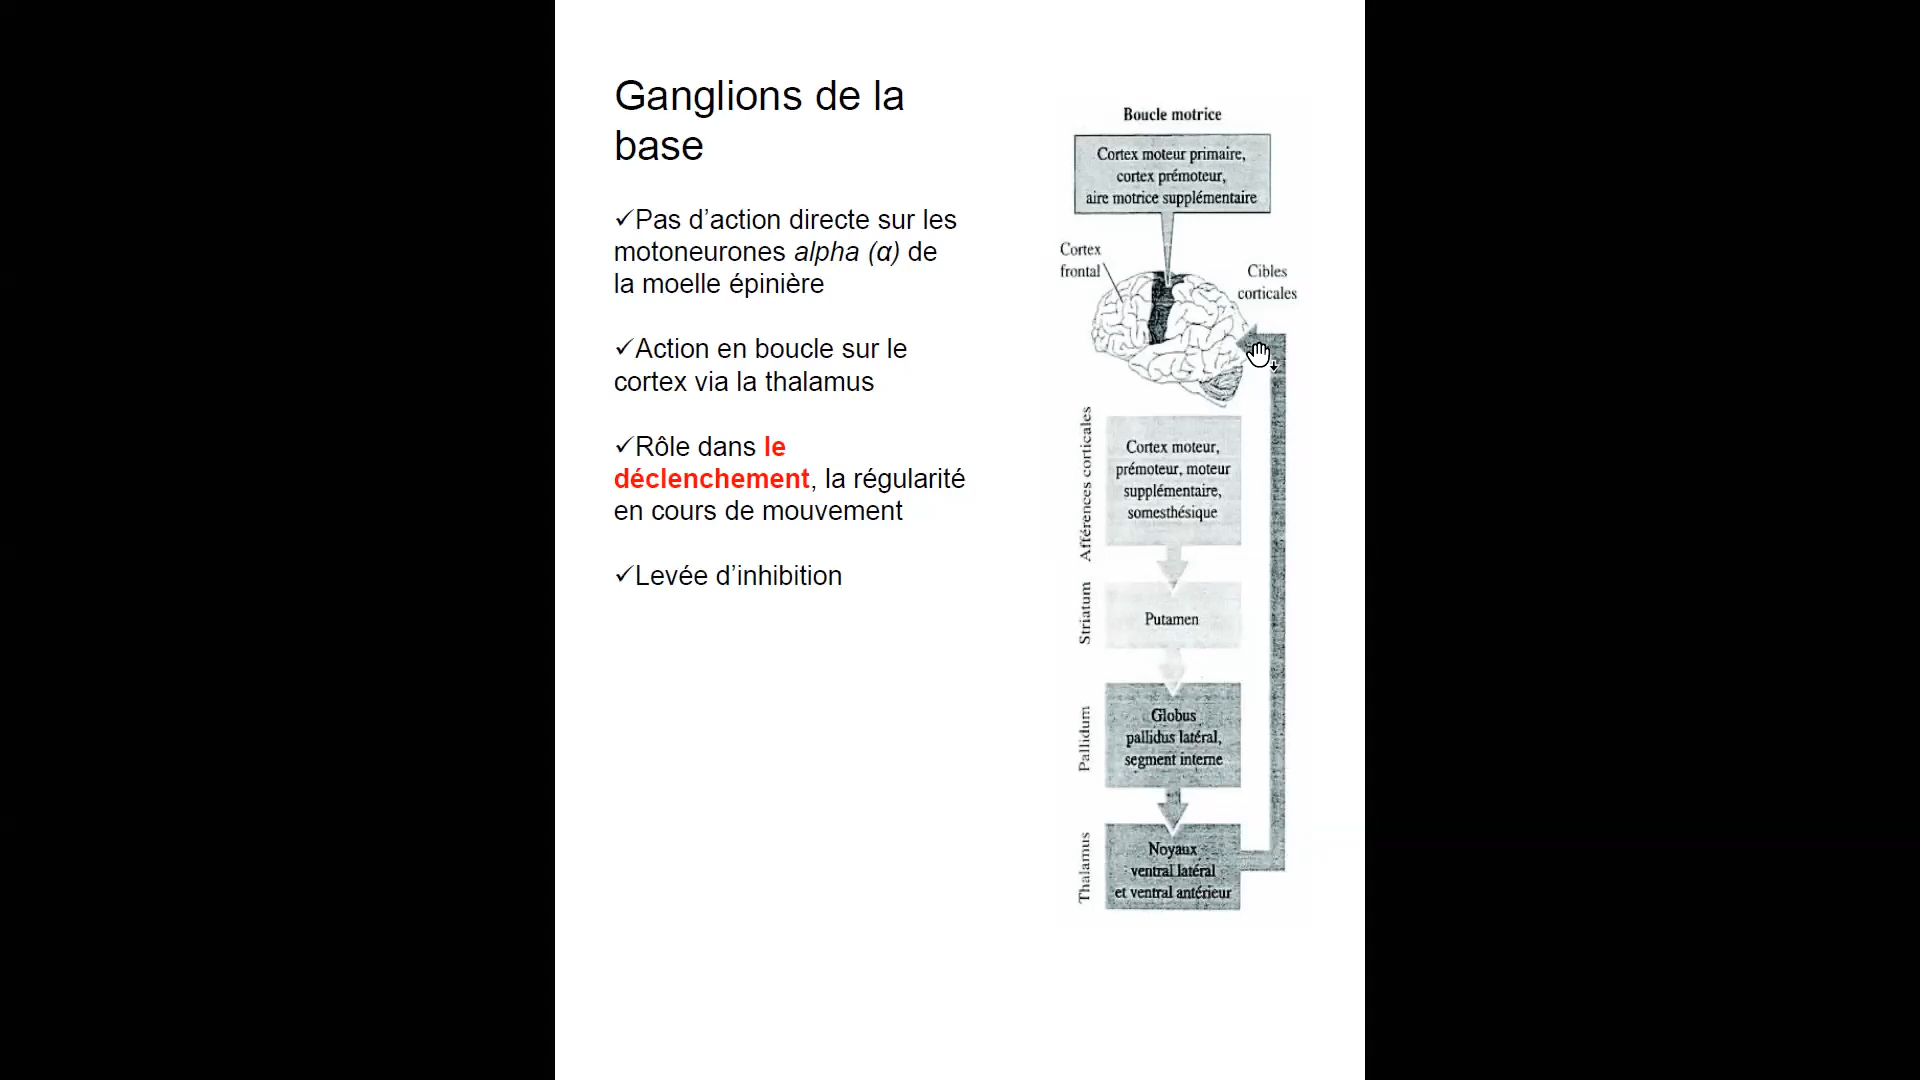 Ganglions de la
base
✓Pas d’action directe sur les
motoneurones alpha (α) de
la moelle épinière
✓Action en boucle sur le
cortex via la thalamus
✓Rôle dans le
déclenchement, la régularité
en cours de mouvement
✓Levée d’inhibition
Boucle motrice
Cortex moteur primaire,
cortex prémoteur,
aire motrice supplémentaire
Cortex
frontal
Cibles
corticales
Afférences corticales
Cortex moteur,
prémoteur, moteur
supplémentaire,
somesthésique
Striatum
Putamen
Pallidum
Globus
pallidus latéral,
segment interne
Thalamus
Noyaux
ventral latéral
et ventral antérieur